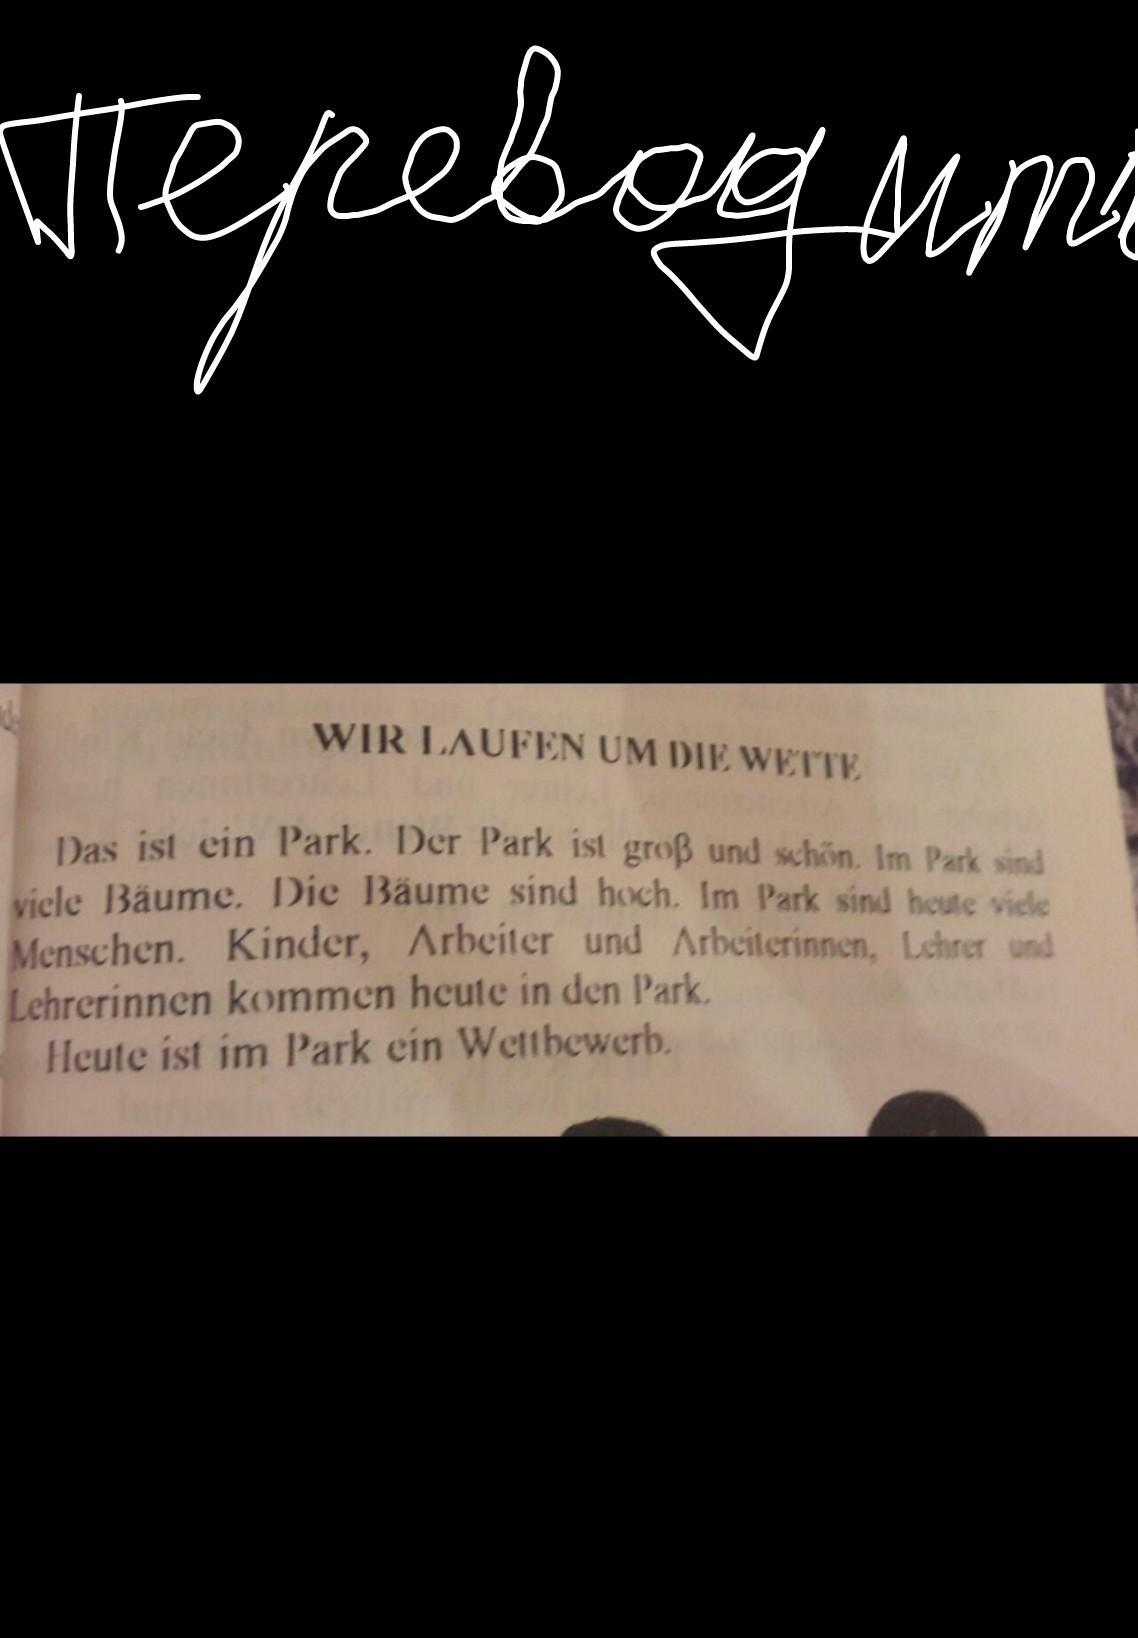 Переводить
WIR LAUFEN UM DIE WETTE
Das ist ein Park. Der Park ist groß und schön. Im Park sind
viele Bäume. Die Bäume sind hoch. Im Park sind heute viele
Menschen. Kinder, Arbeiter und Arbeiterinnen, Lehrer und
Lehrerinnen kommen heute in den Park.
Heute ist im Park ein Wettbewerb.